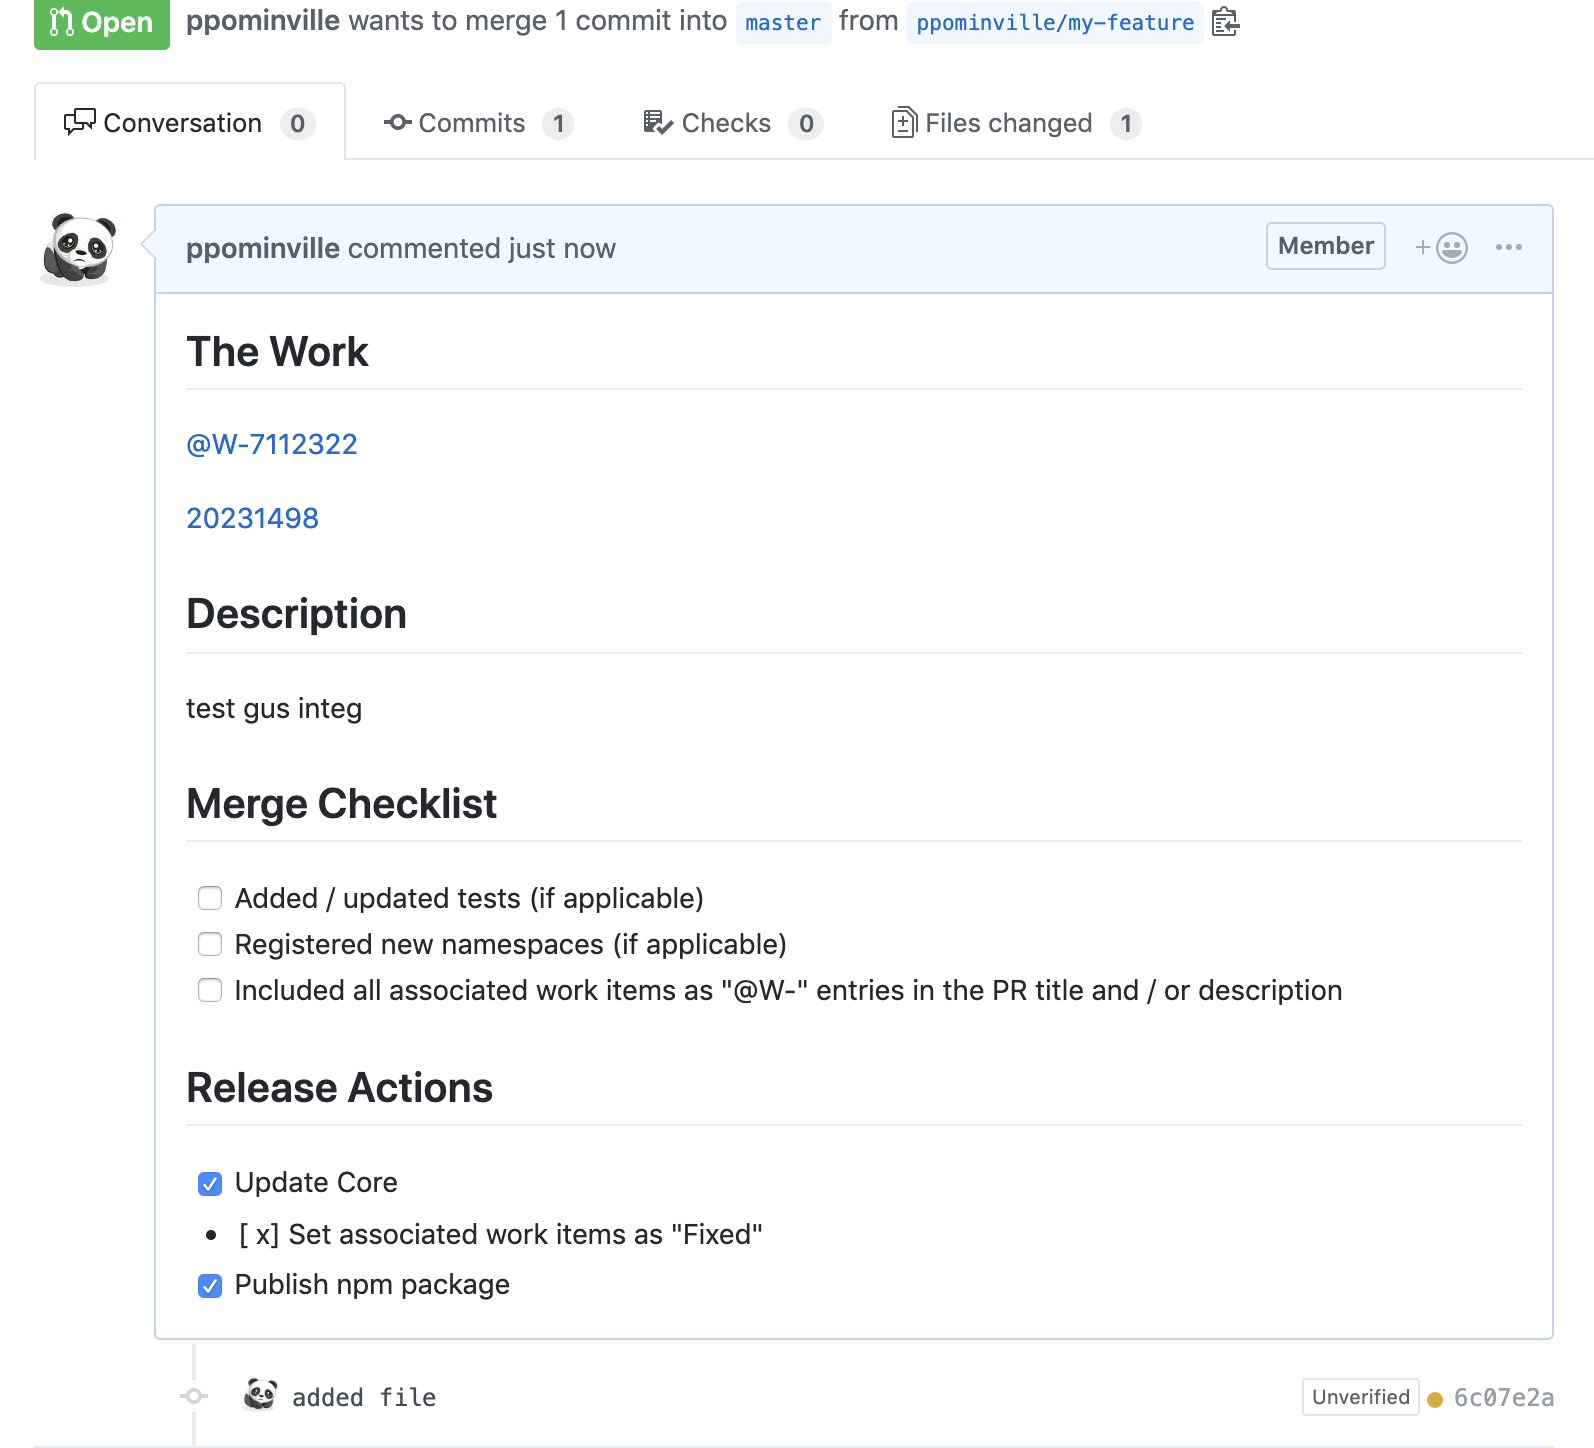 Open ppominville wants to merge 1 commit into master from ppominville/my-feature
Conversation 0 Commits 1 Checks 0 Files changed 1
ppominville commented just now Member
The Work
@W-7112322
20231498
Description
test gus integ
Merge Checklist
Added / updated tests (if applicable)
Registered new namespaces (if applicable)
Included all associated work items as "@W-" entries in the PR title and / or description
Release Actions
Update Core
[ x] Set associated work items as "Fixed"
Publish npm package
added file Unverified 6c07e2a